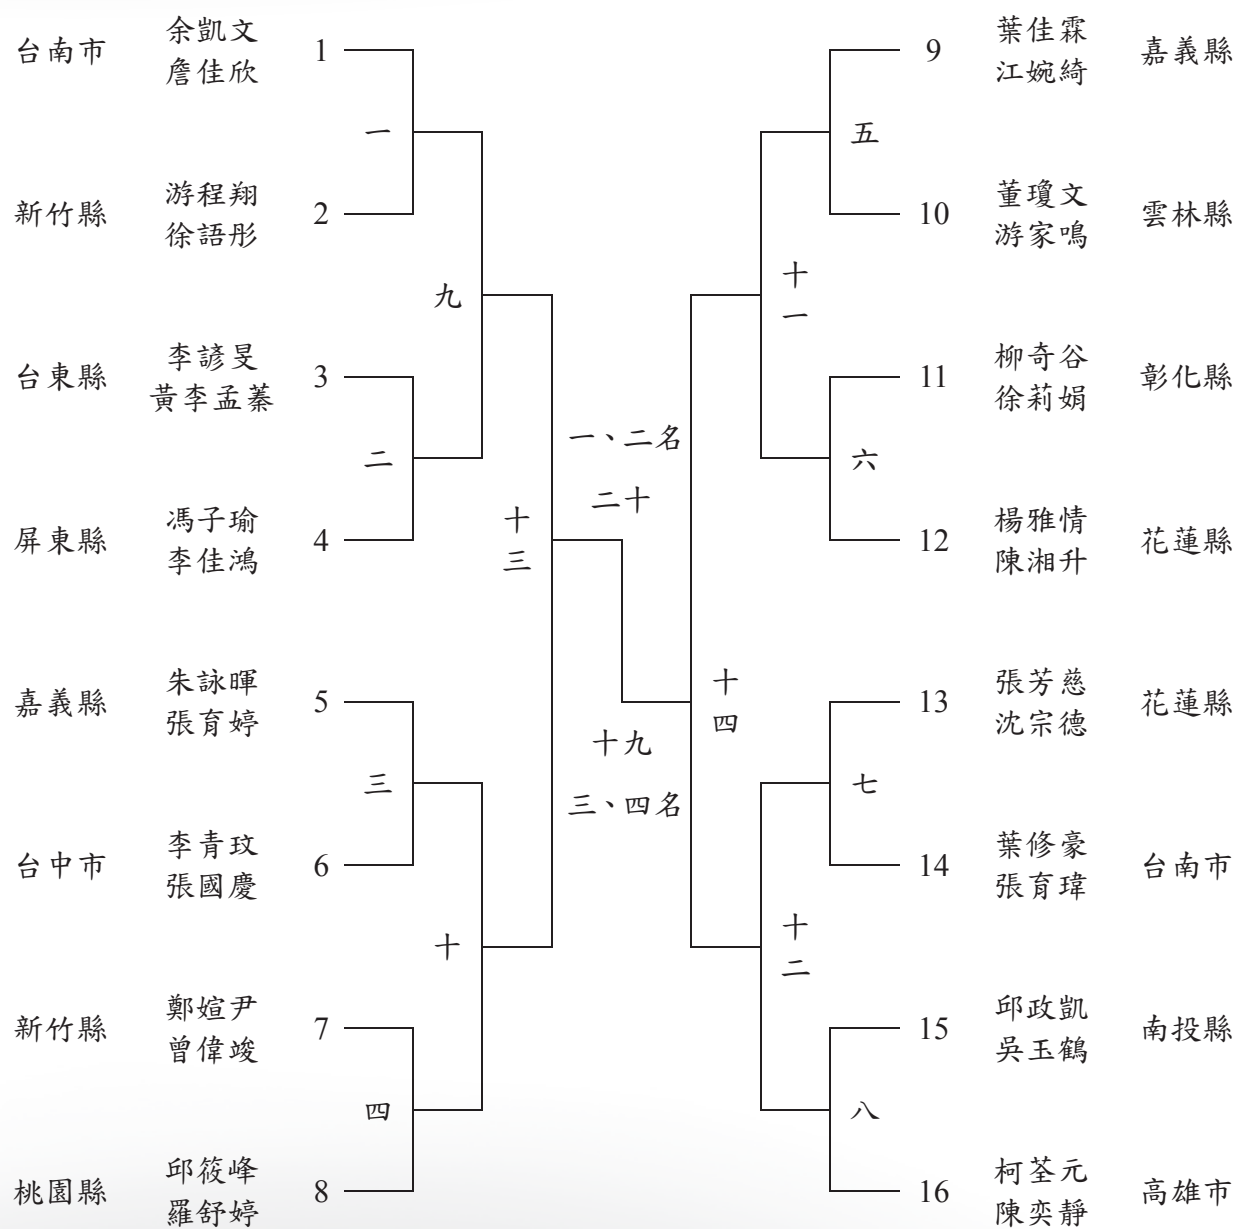 台南市 余凱文 1
詹佳欣
一
新竹縣 游程翔 2
徐語彤
九
台東縣 李諺旻 3
黃李孟蓁
二
屏東縣 馮子瑜 4
李佳鴻
十三
嘉義縣 朱詠暉 5
張育婷
三
台中市 李青玟 6
張國慶
十
新竹縣 鄭媗尹 7
曾偉竣
四
桃園縣 邱筱峰 8
羅舒婷
一、二名
二十
十九
三、四名
9 葉佳霖 嘉義縣
江婉綺
五
10 董瓊文 雲林縣
游家鳴
十一
11 柳奇谷 彰化縣
徐莉娟
六
12 楊雅情 花蓮縣
陳湘升
十四
13 張芳慈 花蓮縣
沈宗德
七
14 葉修豪 台南市
張育瑋
十二
15 邱政凱 南投縣
吳玉鶴
八
16 柯荃元 高雄市
陳奕靜